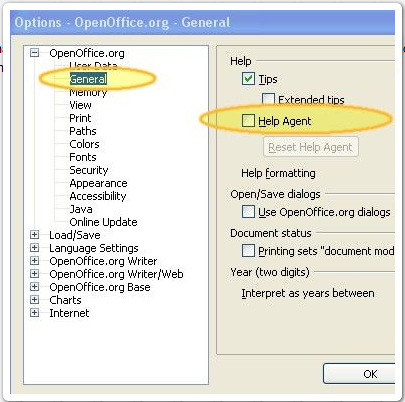 Options - OpenOffice.org - General
OpenOffice.org
User Data
General
Memory
View
Print
Paths
Colors
Fonts
Security
Appearance
Accessibility
Java
Online Update
Load/Save
Language Settings
OpenOffice.org Writer
OpenOffice.org Writer/Web
OpenOffice.org Base
Charts
Internet
Help
Tips
Extended tips
Help Agent
Reset Help Agent
Help formatting
Open/Save dialogs
Use OpenOffice.org dialogs
Document status
Printing sets "document mod
Year (two digits)
Interpret as years between
OK